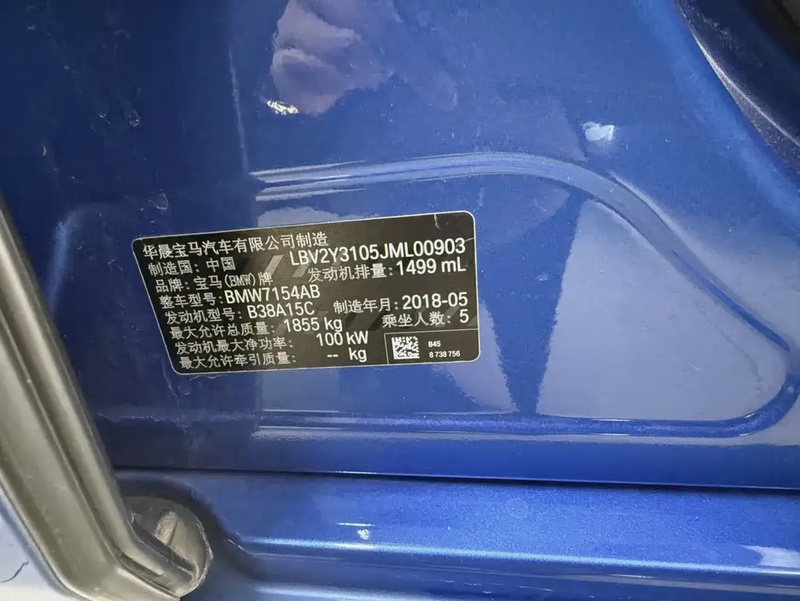 华晨宝马汽车有限公司制造
制造国：中国 LBV2Y3105JML00903
品牌：宝马(BMW)牌 发动机排量：1499 mL
整车型号：BMW7154AB
发动机型号：B38A15C 制造年月：2018-05
最大允许总质量：1855 kg 乘坐人数：5
发动机最大净功率：100 kW
最大允许牵引质量：-- kg
B45
8 738 756